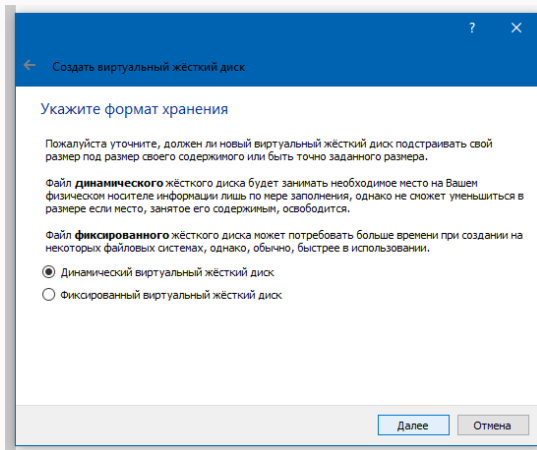 ?
Создать виртуальный жёсткий диск
Укажите формат хранения
Пожалуйста уточните, должен ли новый виртуальный жёсткий диск подстраивать свой
размер под размер своего содержимого или быть точно заданного размера.
Файл динамического жёсткого диска будет занимать необходимое место на Вашем
физическом носителе информации лишь по мере заполнения, однако не сможет уменьшиться в
размере если место, занятое его содержимым, освободится.
Файл фиксированного жёсткого диска может потребовать больше времени при создании на
некоторых файловых системах, однако, обычно, быстрее в использовании.
Динамический виртуальный жёсткий диск
Фиксированный виртуальный жёсткий диск
Далее Отмена